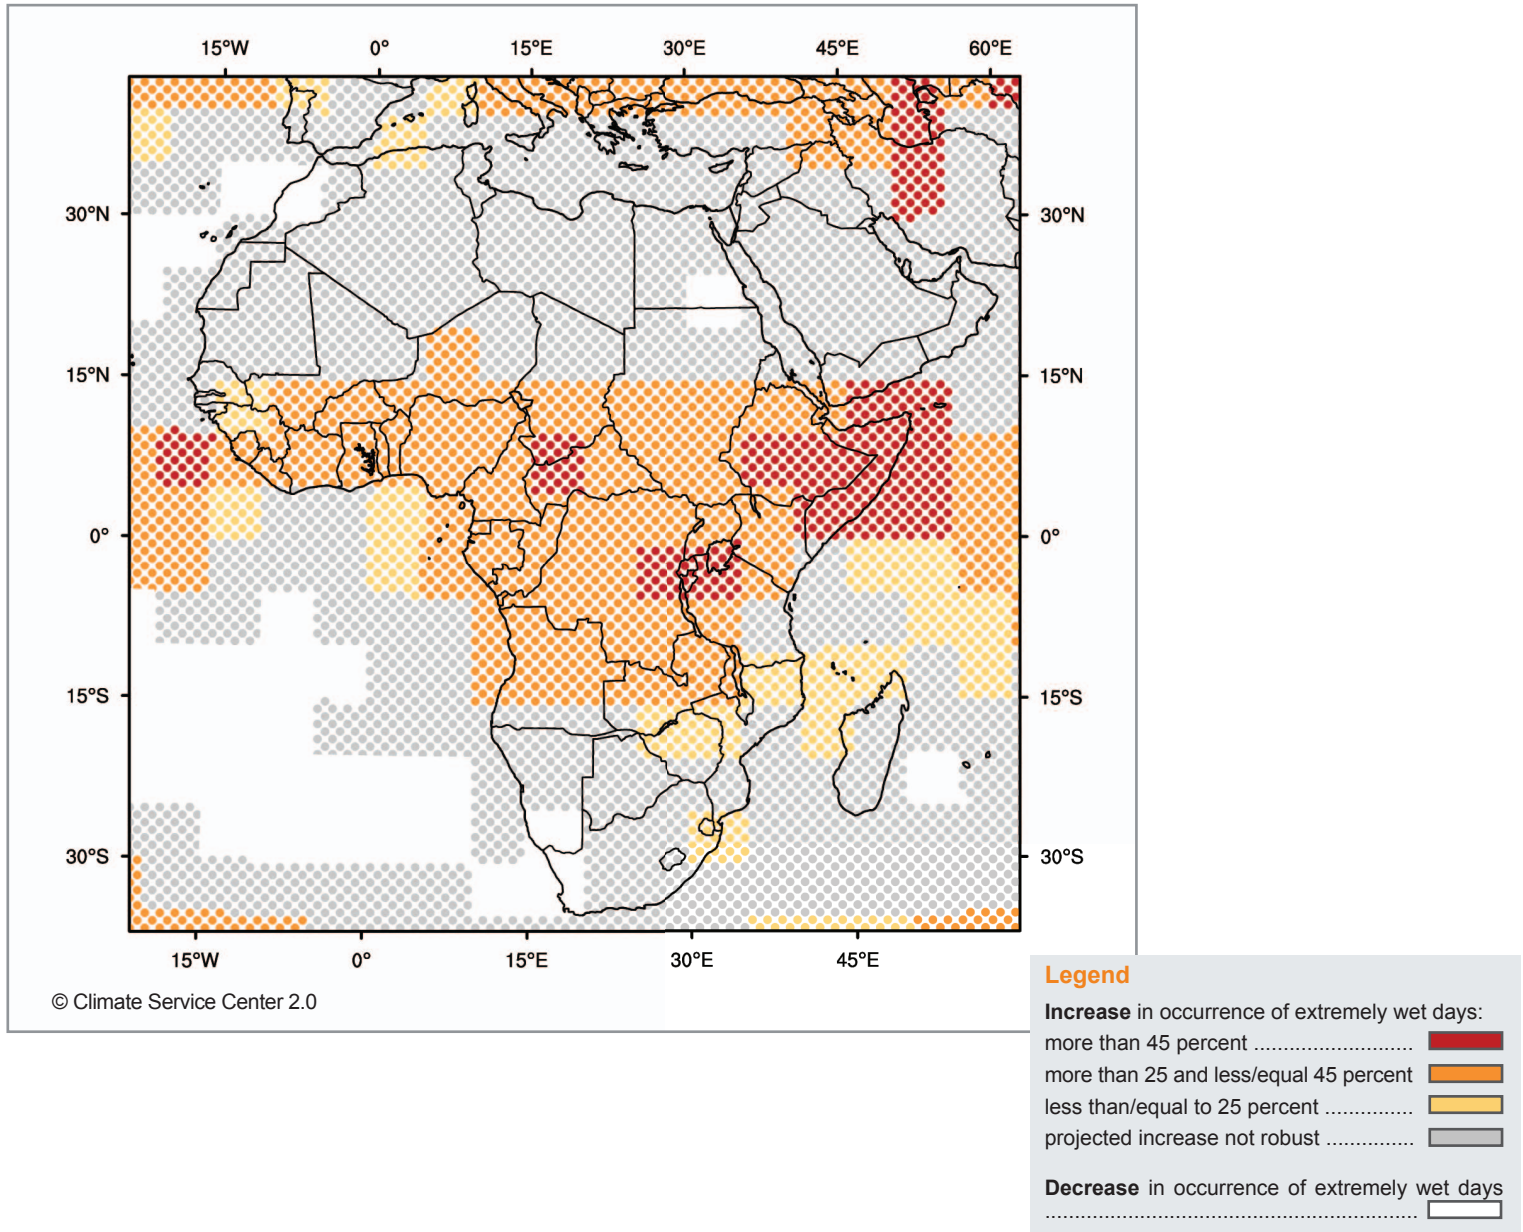 15°W 0° 15°E 30°E 45°E 60°E
30°N 30°N
15°N 15°N
0° 0°
15°S 15°S
30°S 30°S
15°W 0° 15°E 30°E 45°E
© Climate Service Center 2.0
Legend
Increase in occurrence of extremely wet days:
more than 45 percent ...........................
more than 25 and less/equal 45 percent
less than/equal to 25 percent ...............
projected increase not robust ...............
Decrease in occurrence of extremely wet days
................................................................